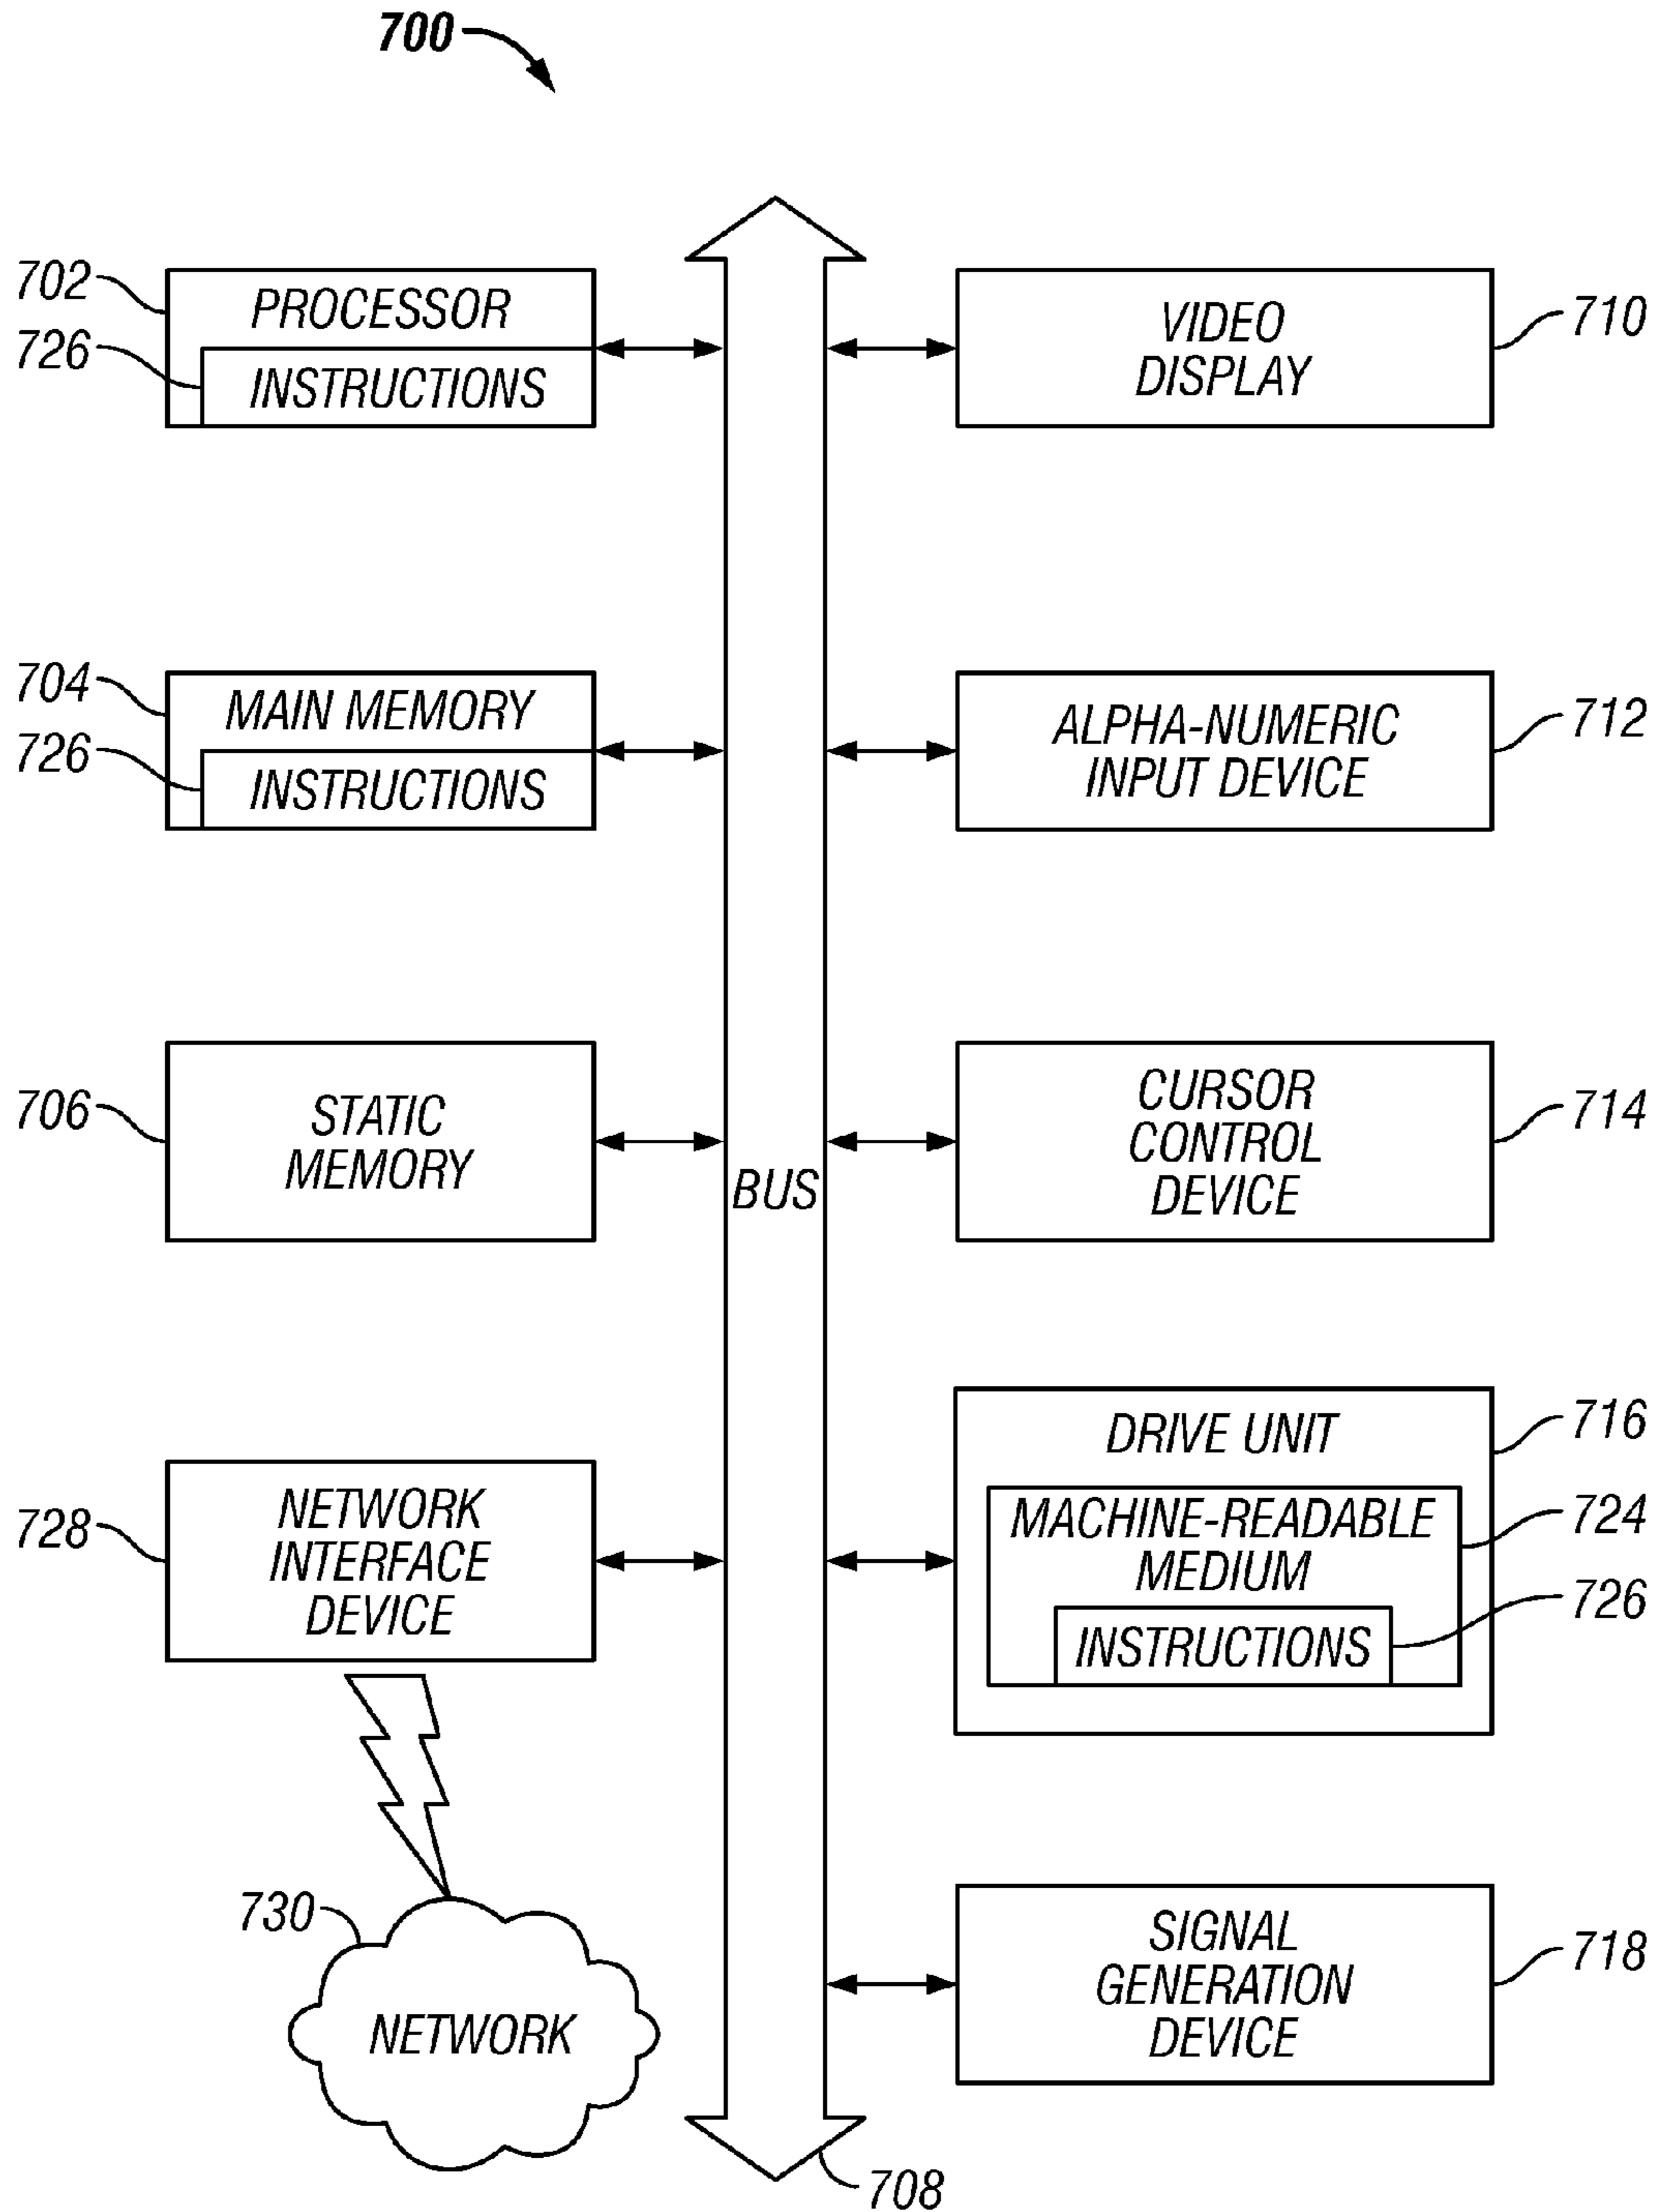 700
702
PROCESSOR
726
INSTRUCTIONS
VIDEO
DISPLAY
710
704
MAIN MEMORY
726
INSTRUCTIONS
ALPHA-NUMERIC
INPUT DEVICE
712
706
STATIC
MEMORY
BUS
CURSOR
CONTROL
DEVICE
714
728
NETWORK
INTERFACE
DEVICE
DRIVE UNIT
716
MACHINE-READABLE
MEDIUM
724
INSTRUCTIONS
726
730
NETWORK
SIGNAL
GENERATION
DEVICE
718
708